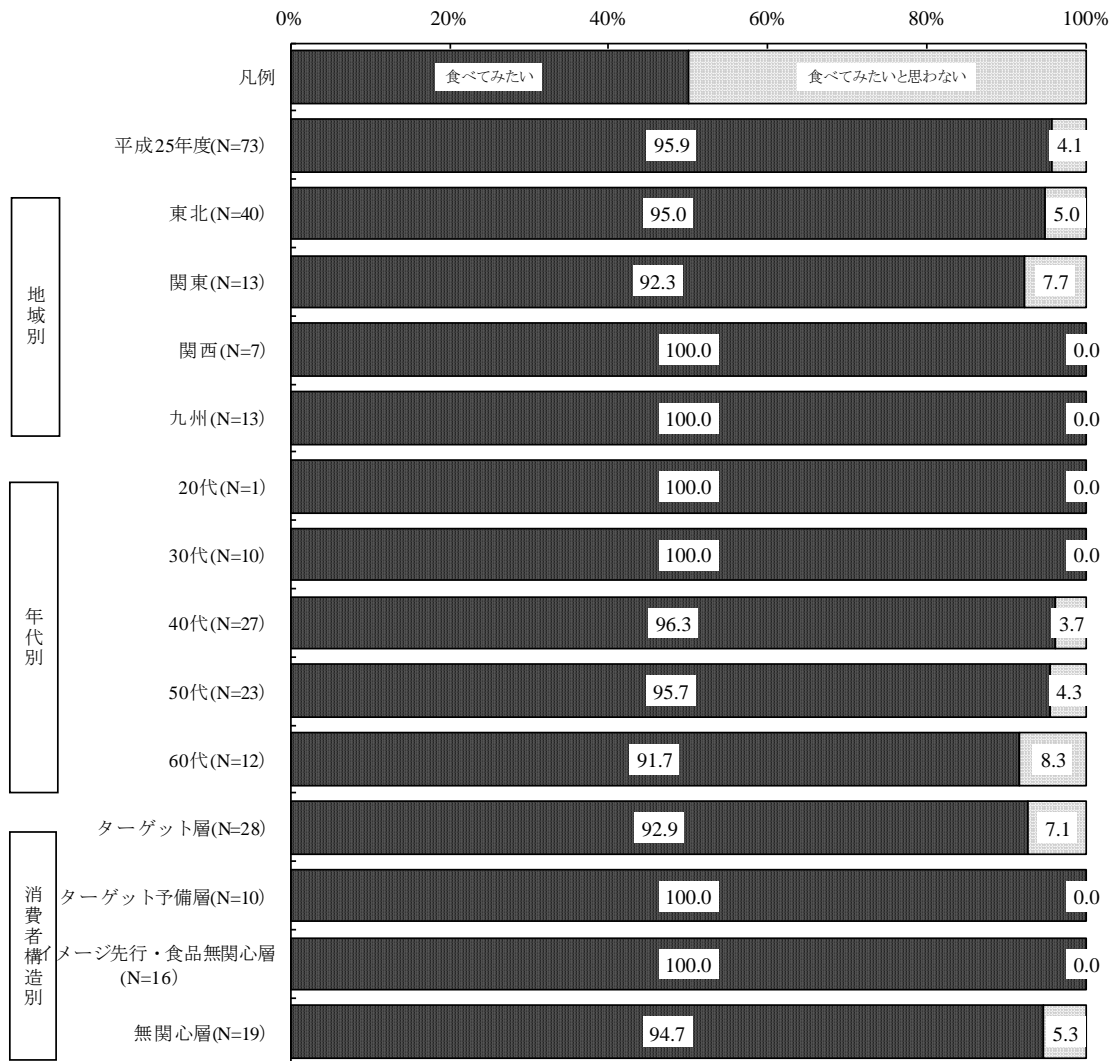 0% 20% 40% 60% 80% 100%
凡例 食べてみたい 食べてみたいと思わない
平成25年度(N=73) 95.9 4.1
地域別
東北(N=40) 95.0 5.0
関東(N=13) 92.3 7.7
関西(N=7) 100.0 0.0
九州(N=13) 100.0 0.0
年代別
20代(N=1) 100.0 0.0
30代(N=10) 100.0 0.0
40代(N=27) 96.3 3.7
50代(N=23) 95.7 4.3
60代(N=12) 91.7 8.3
消費者構造別
ターゲット層(N=28) 92.9 7.1
ターゲット予備層(N=10) 100.0 0.0
イメージ先行・食品無関心層
(N=16) 100.0 0.0
無関心層(N=19) 94.7 5.3